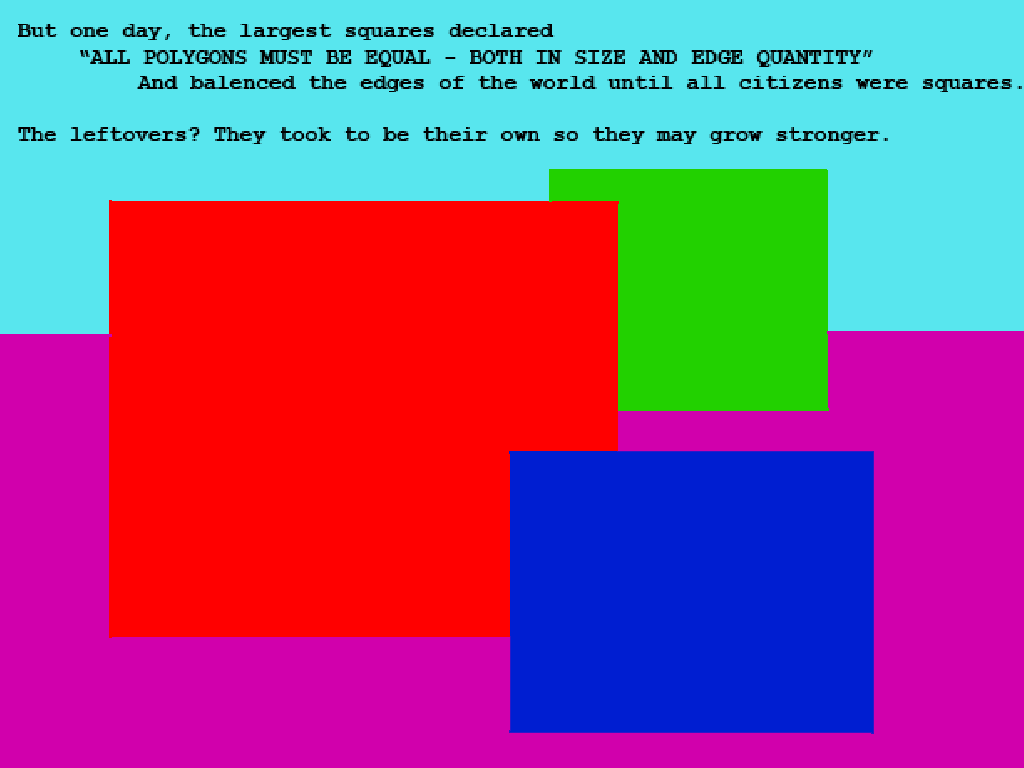 But one day, the largest squares declared
“ALL POLYGONS MUST BE EQUAL – BOTH IN SIZE AND EDGE QUANTITY”
And balenced the edges of the world until all citizens were squares.
The leftovers? They took to be their own so they may grow stronger.